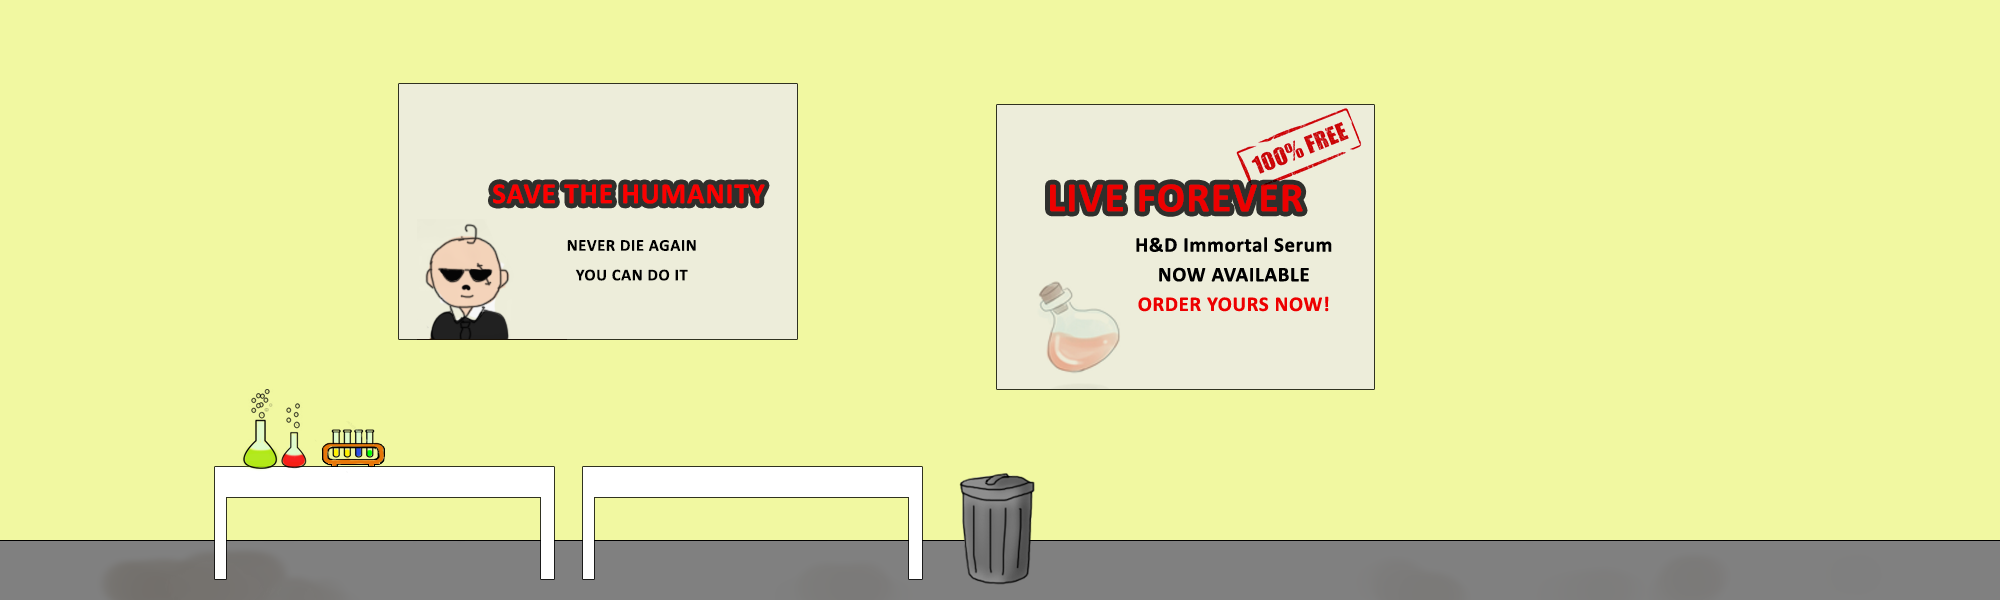 SAVE THE HUMANITY
NEVER DIE AGAIN
YOU CAN DO IT
100% FREE
LIVE FOREVER
H&D Immortal Serum
NOW AVAILABLE
ORDER YOURS NOW!